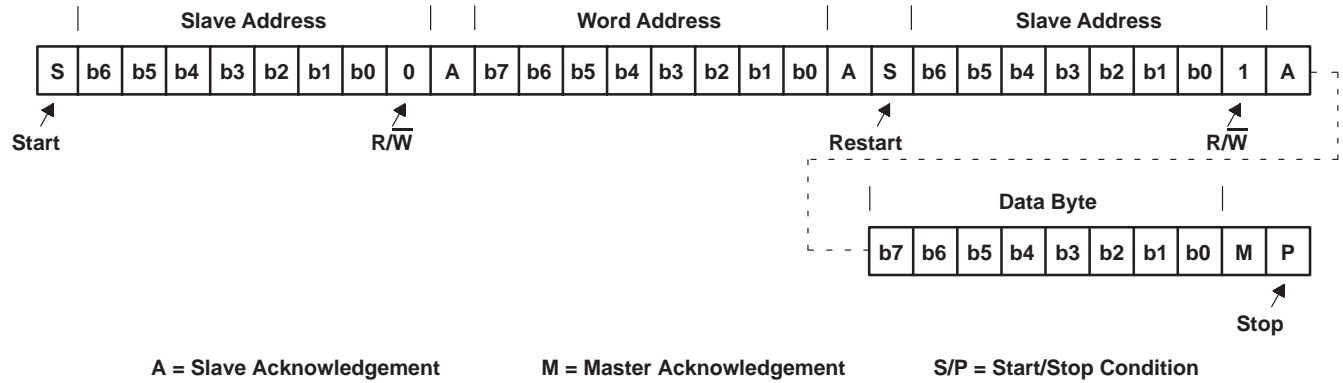 Slave Address Word Address Slave Address
S b6 b5 b4 b3 b2 b1 b0 0 A b7 b6 b5 b4 b3 b2 b1 b0 A S b6 b5 b4 b3 b2 b1 b0 1 A
Start R/W̅ Restart R/W̅
Data Byte
b7 b6 b5 b4 b3 b2 b1 b0 M P
Stop
A = Slave Acknowledgement M = Master Acknowledgement S/P = Start/Stop Condition